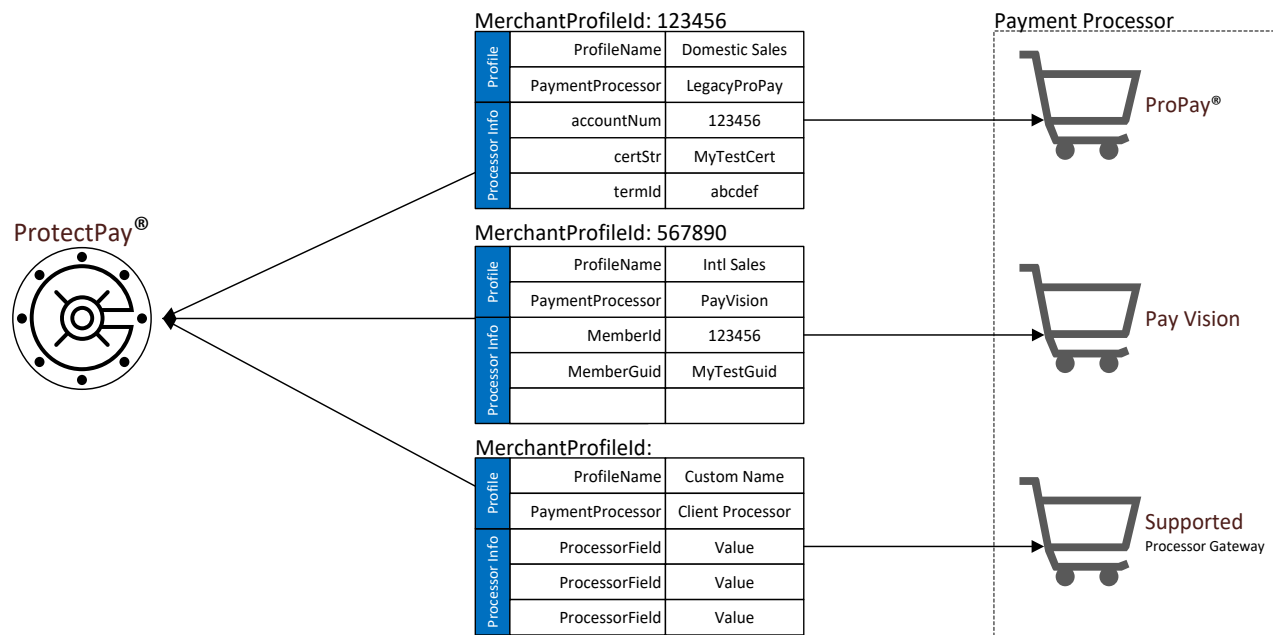 MerchantProfileId: 123456
Payment Processor
Profile
ProfileName Domestic Sales
PaymentProcessor LegacyProPay
Processor Info
accountNum 123456
certStr MyTestCert
termId abcdef
ProPay®
ProtectPay®
MerchantProfileId: 567890
Profile
ProfileName Intl Sales
PaymentProcessor PayVision
Processor Info
MemberId 123456
MemberGuid MyTestGuid
Pay Vision
MerchantProfileId:
Profile
ProfileName Custom Name
PaymentProcessor Client Processor
Processor Info
ProcessorField Value
ProcessorField Value
ProcessorField Value
Supported
Processor Gateway